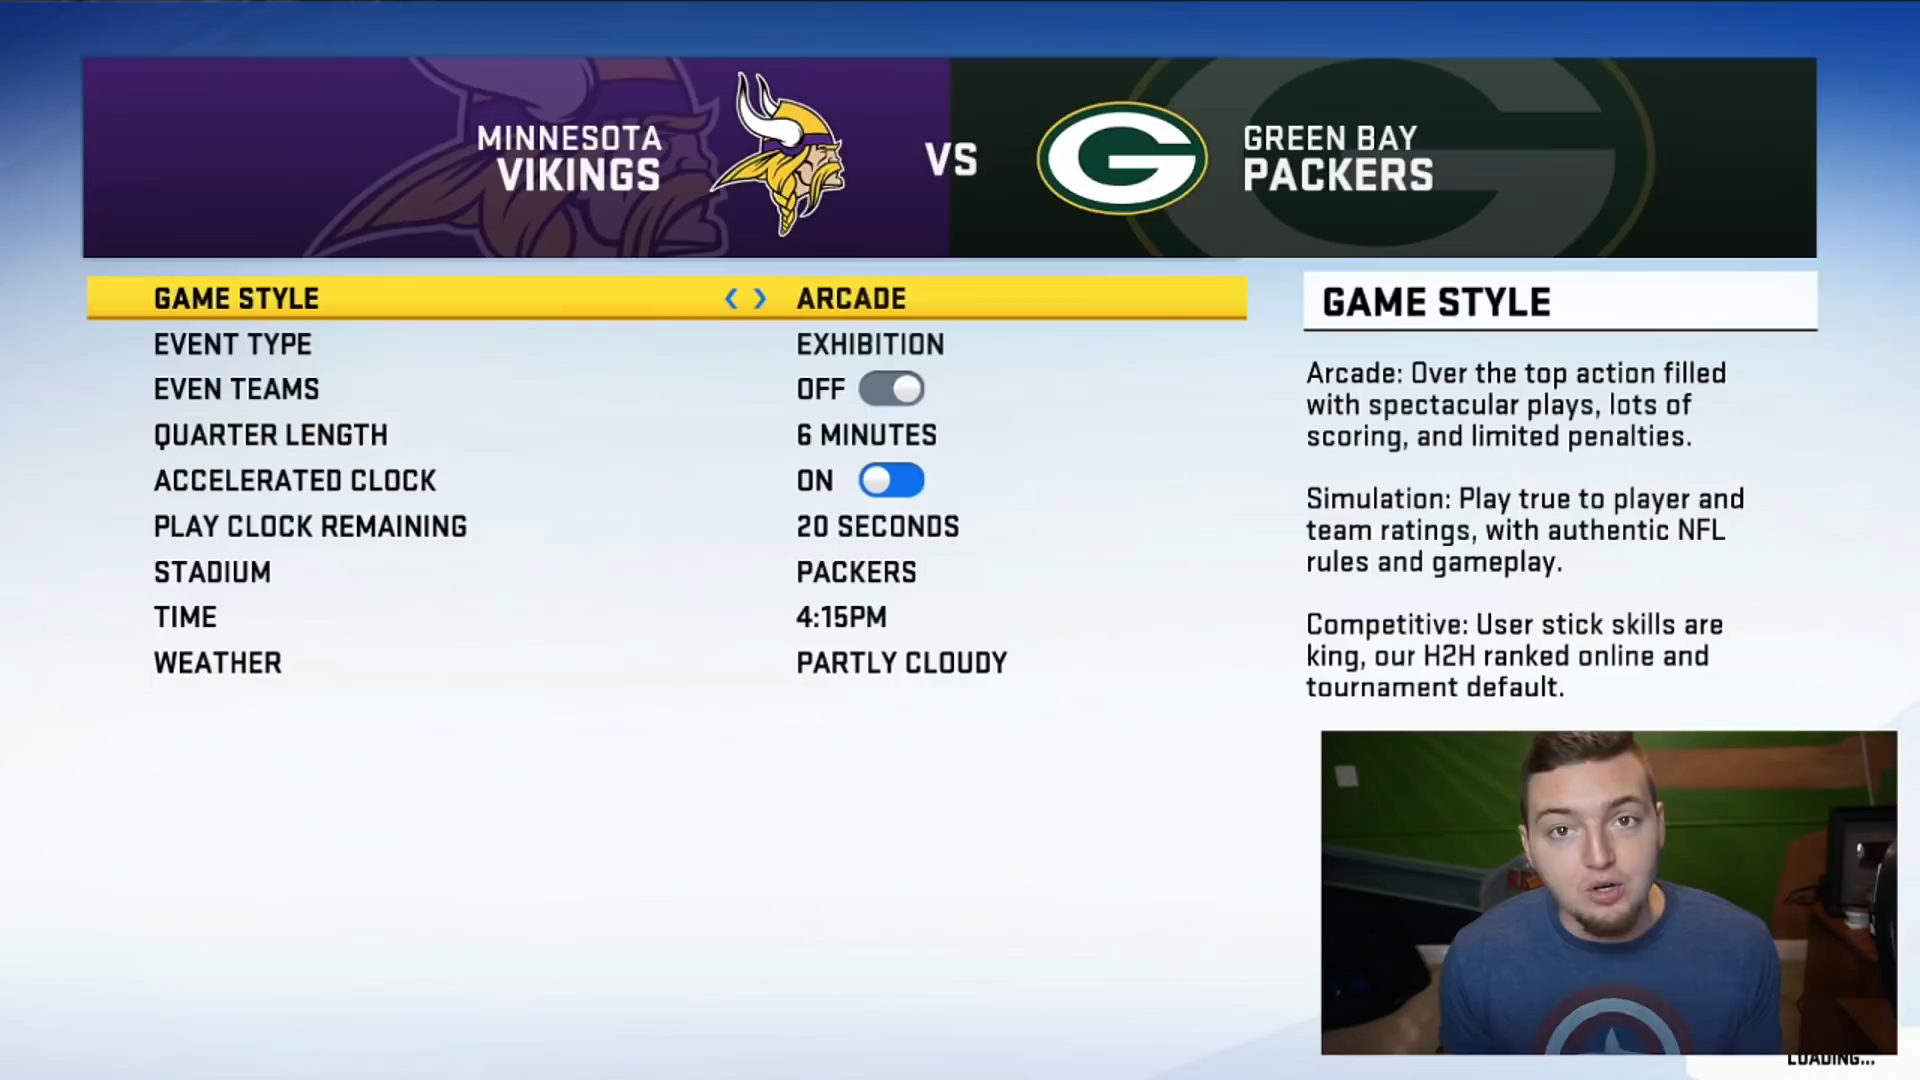 MINNESOTA
VIKINGS
VS
G
GREEN BAY
PACKERS
GAME STYLE < > ARCADE
EVENT TYPE EXHIBITION
EVEN TEAMS OFF
QUARTER LENGTH 6 MINUTES
ACCELERATED CLOCK ON
PLAY CLOCK REMAINING 20 SECONDS
STADIUM PACKERS
TIME 4:15PM
WEATHER PARTLY CLOUDY
GAME STYLE
Arcade: Over the top action filled
with spectacular plays, lots of
scoring, and limited penalties.
Simulation: Play true to player and
team ratings, with authentic NFL
rules and gameplay.
Competitive: User stick skills are
king, our H2H ranked online and
tournament default.
LOADING...